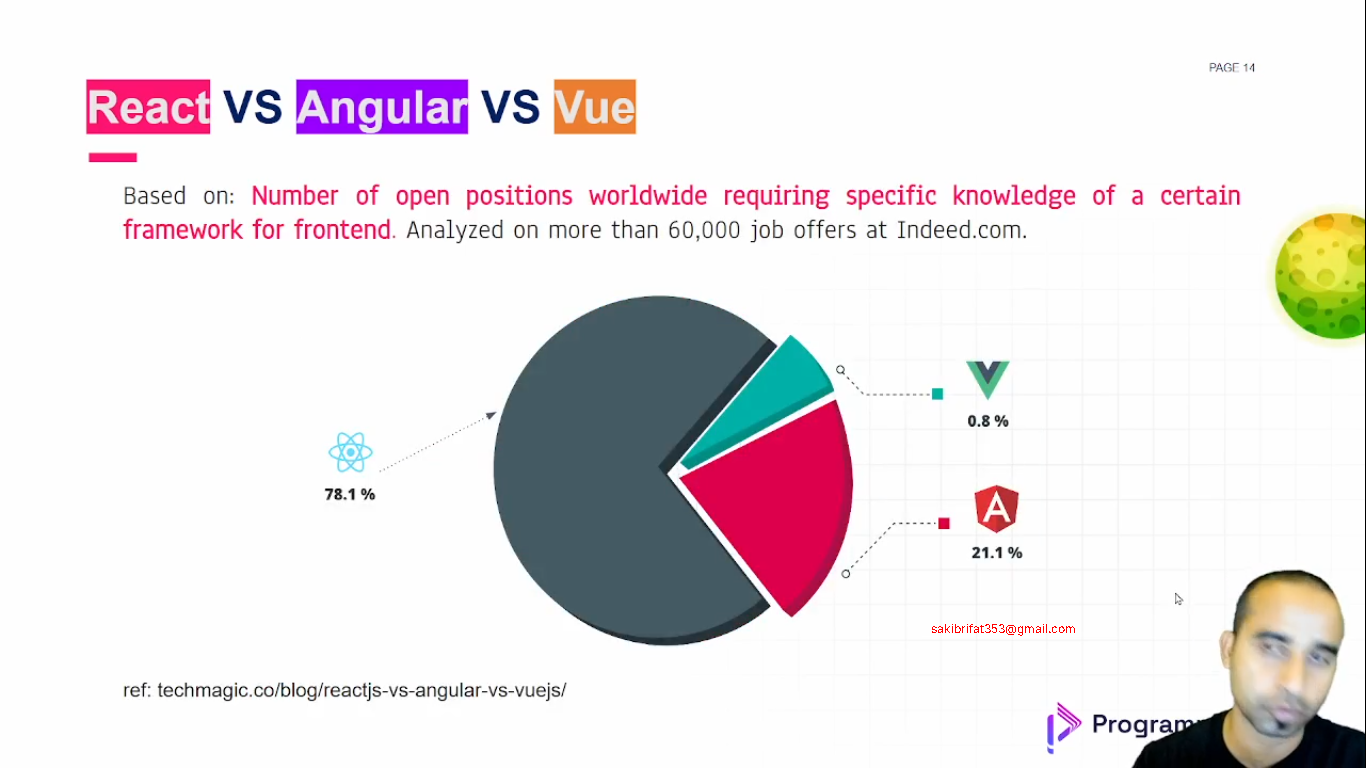 PAGE 14
React VS Angular VS Vue
Based on: Number of open positions worldwide requiring specific knowledge of a certain
framework for frontend. Analyzed on more than 60,000 job offers at Indeed.com.
0.8 %
78.1 %
21.1 %
sakibrifat353@gmail.com
ref: techmagic.co/blog/reactjs-vs-angular-vs-vuejs/